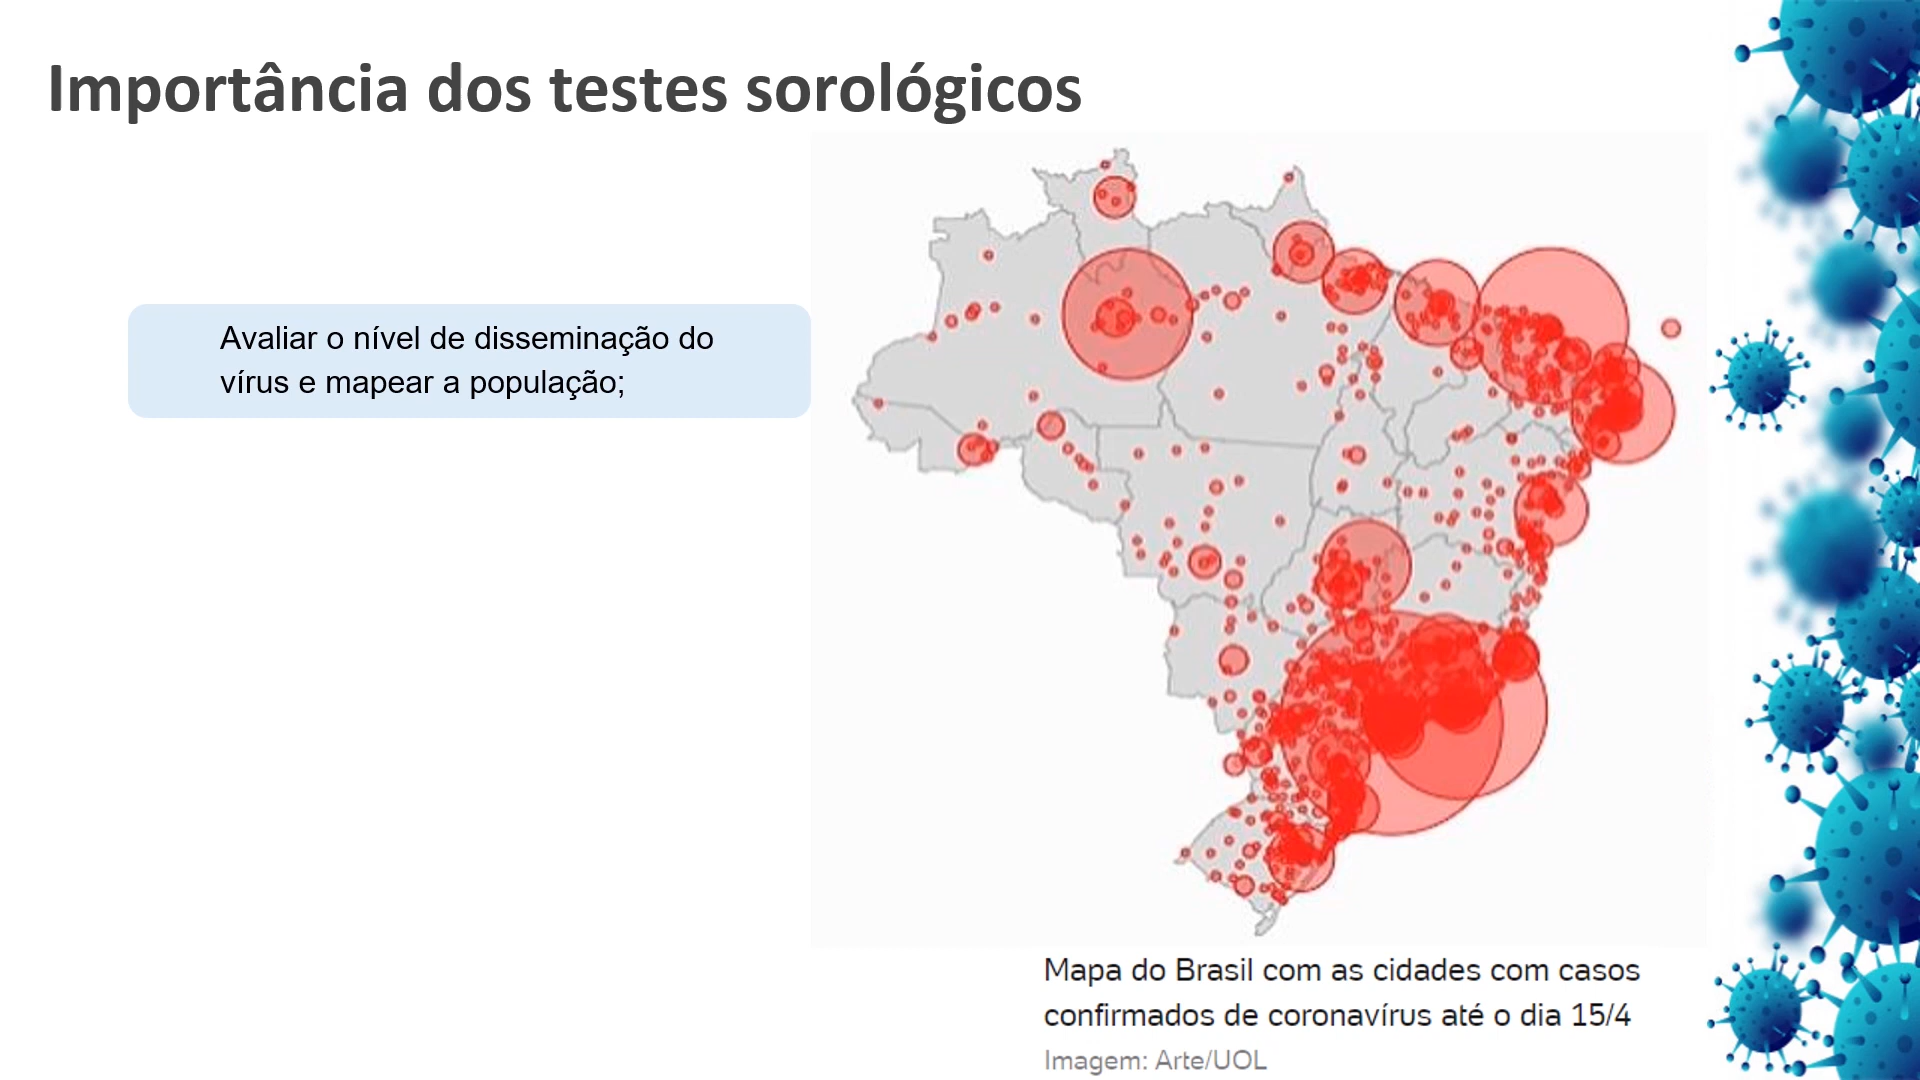 Importância dos testes sorológicos
Avaliar o nível de disseminação do
vírus e mapear a população;
Mapa do Brasil com as cidades com casos
confirmados de coronavírus até o dia 15/4
Imagem: Arte/UOL